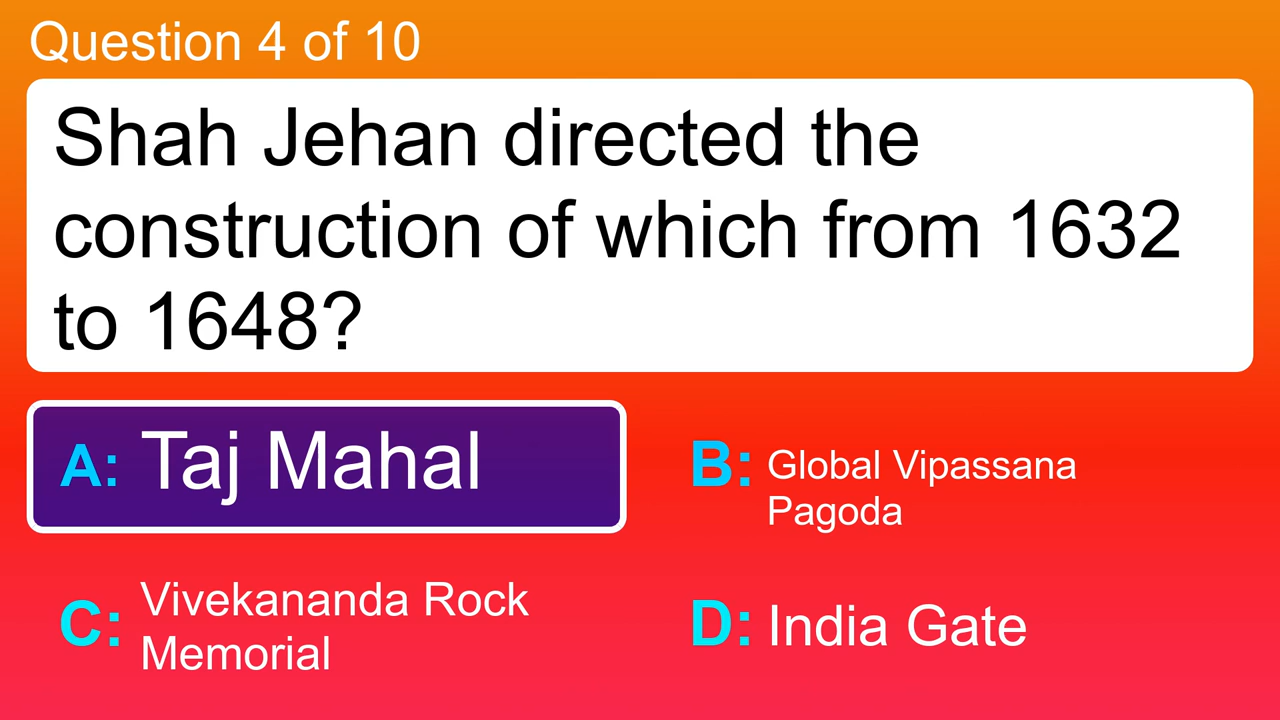 Question 4 of 10
Shah Jehan directed the
construction of which from 1632
to 1648?
A: Taj Mahal
B: Global Vipassana
Pagoda
C: Vivekananda Rock
Memorial
D: India Gate